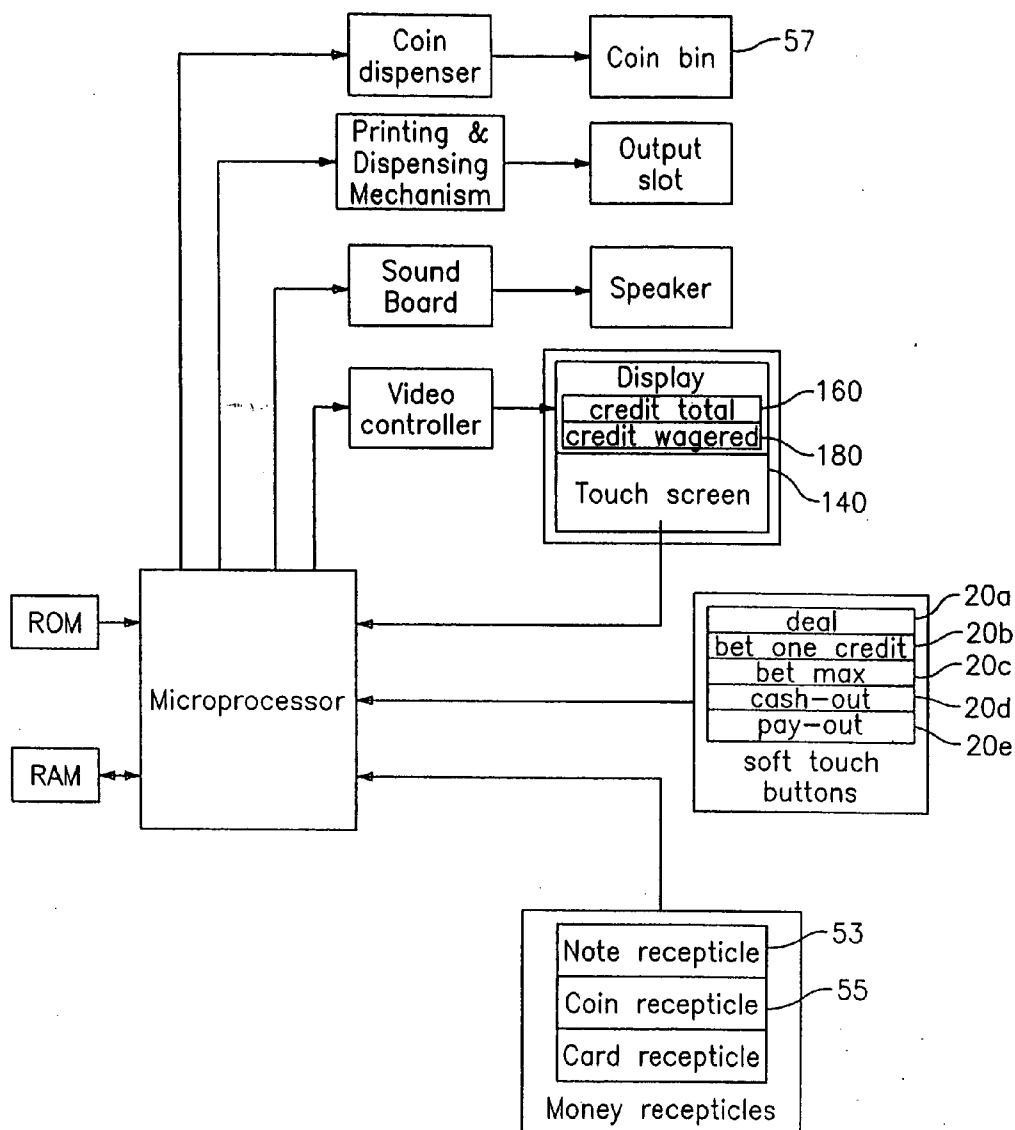 Coin
dispenser
Coin bin
57
Printing &
Dispensing
Mechanism
Output
slot
Sound
Board
Speaker
Video
controller
Display
credit total
160
credit wagered
180
Touch screen
140
ROM
Microprocessor
RAM
deal
20a
bet one credit
20b
bet max
20c
cash-out
20d
pay-out
20e
soft touch
buttons
Note recepticle
53
Coin recepticle
55
Card recepticle
Money recepticles